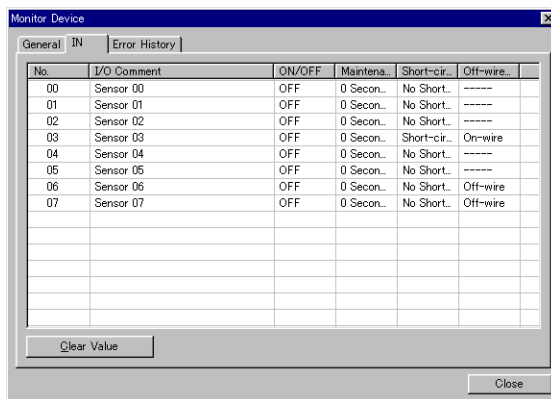 Monitor Device
General IN Error History
No. I/O Comment ON/OFF Maintena... Short-cir... Off-wire...
00 Sensor 00 OFF 0 Secon... No Short... -----
01 Sensor 01 OFF 0 Secon... No Short... -----
02 Sensor 02 OFF 0 Secon... No Short... -----
03 Sensor 03 OFF 0 Secon... Short-cir... On-wire
04 Sensor 04 OFF 0 Secon... No Short... -----
05 Sensor 05 OFF 0 Secon... No Short... -----
06 Sensor 06 OFF 0 Secon... No Short... Off-wire
07 Sensor 07 OFF 0 Secon... No Short... Off-wire
Clear Value
Close